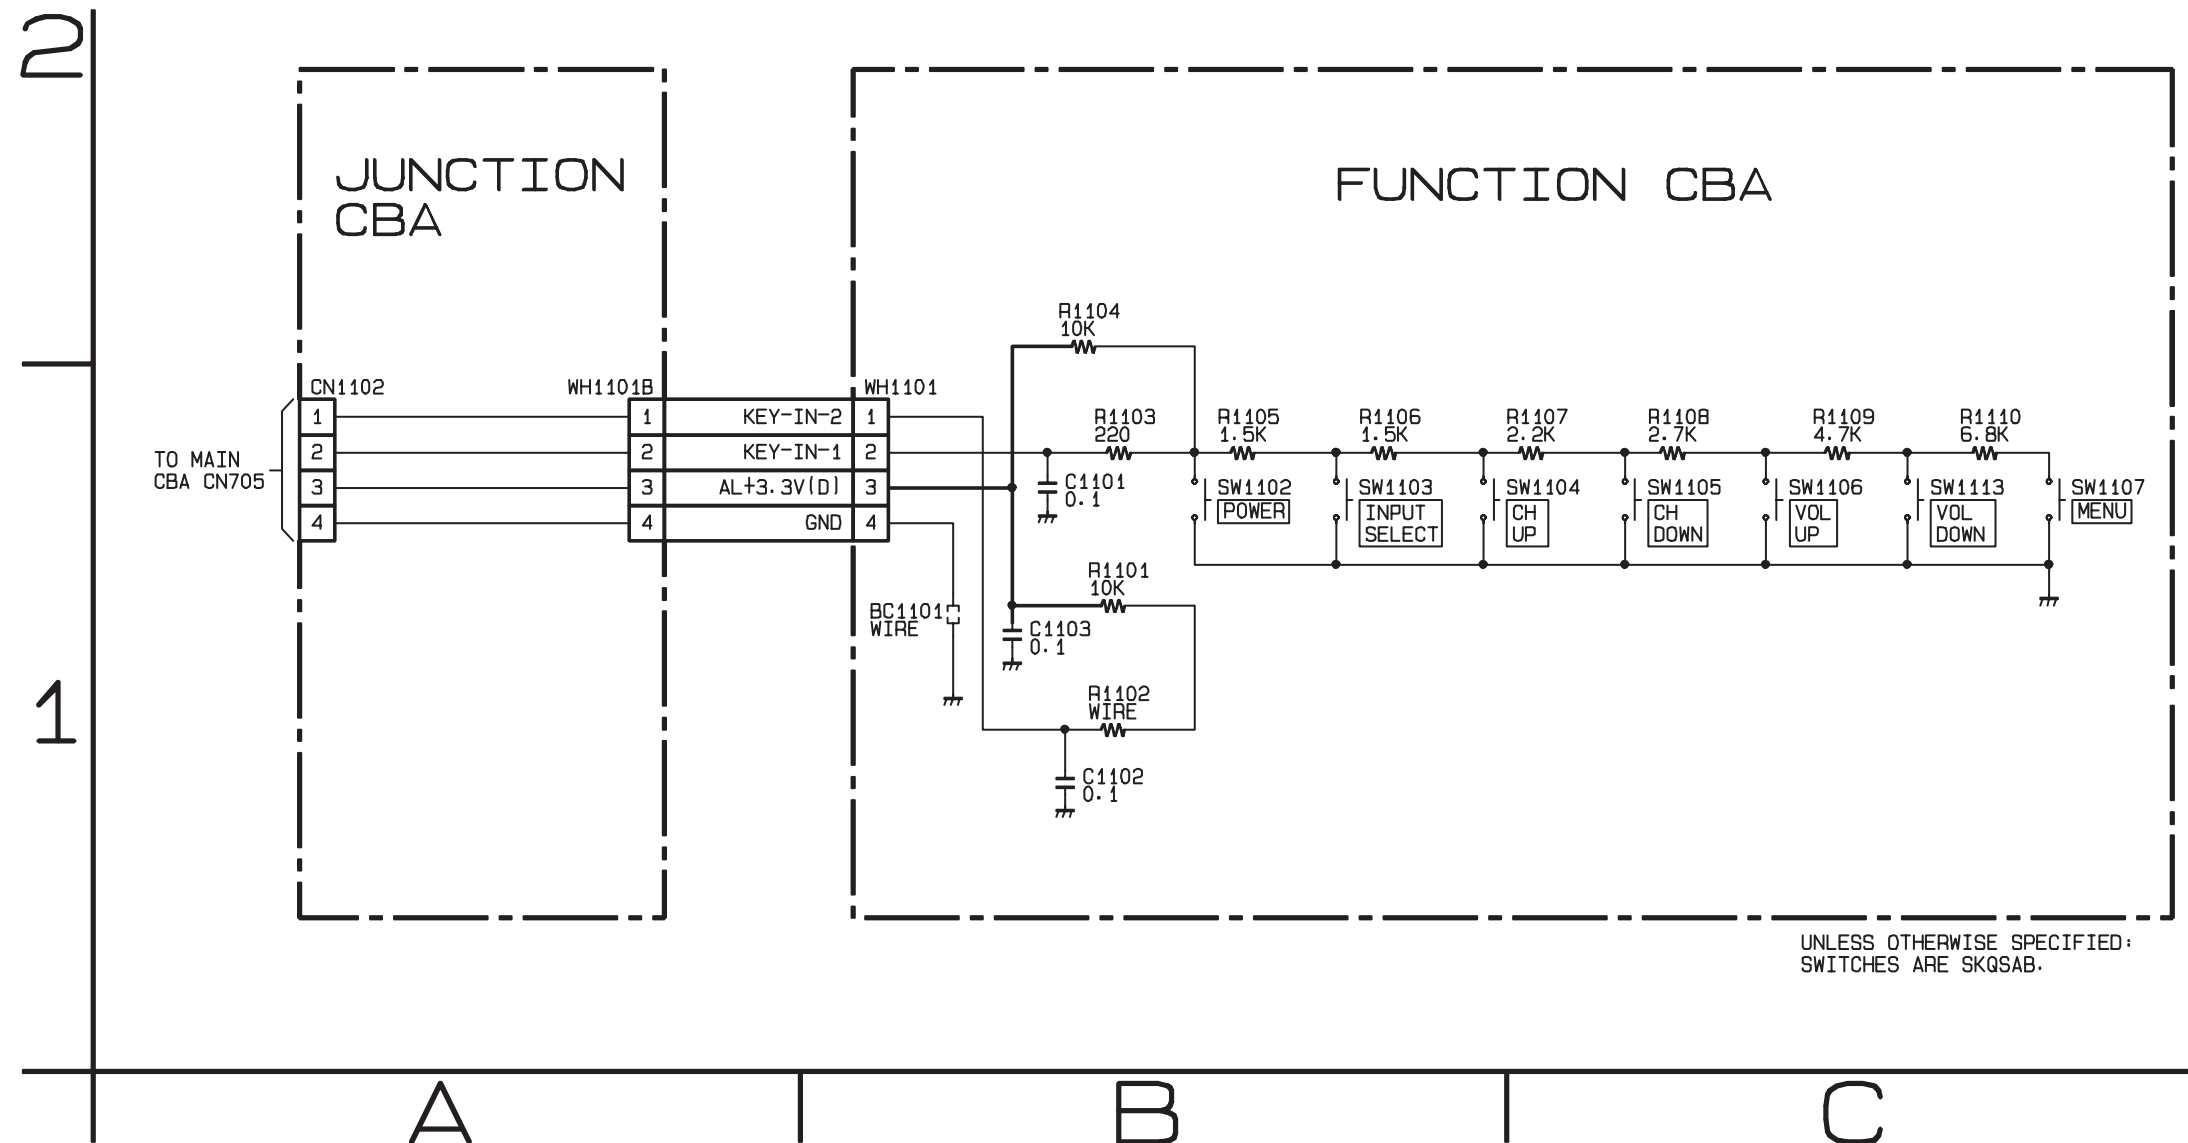 2
JUNCTION
CBA
FUNCTION CBA
R1104
10K
CN1102
WH1101B
WH1101
1
1
KEY-IN-2
1
2
2
KEY-IN-1
2
3
3
AL+3.3V(D)
3
4
4
GND
4
TO MAIN
CBA CN705
R1103
220
R1105
1.5K
R1106
1.5K
R1107
2.2K
R1108
2.7K
R1109
4.7K
R1110
6.8K
C1101
0.1
SW1102
POWER
SW1103
INPUT
SELECT
SW1104
CH
UP
SW1105
CH
DOWN
SW1106
VOL
UP
SW1113
VOL
DOWN
SW1107
MENU
R1101
10K
BC1101
WIRE
C1103
0.1
R1102
WIRE
1
C1102
0.1
UNLESS OTHERWISE SPECIFIED:
SWITCHES ARE SKQSAB.
A
B
C